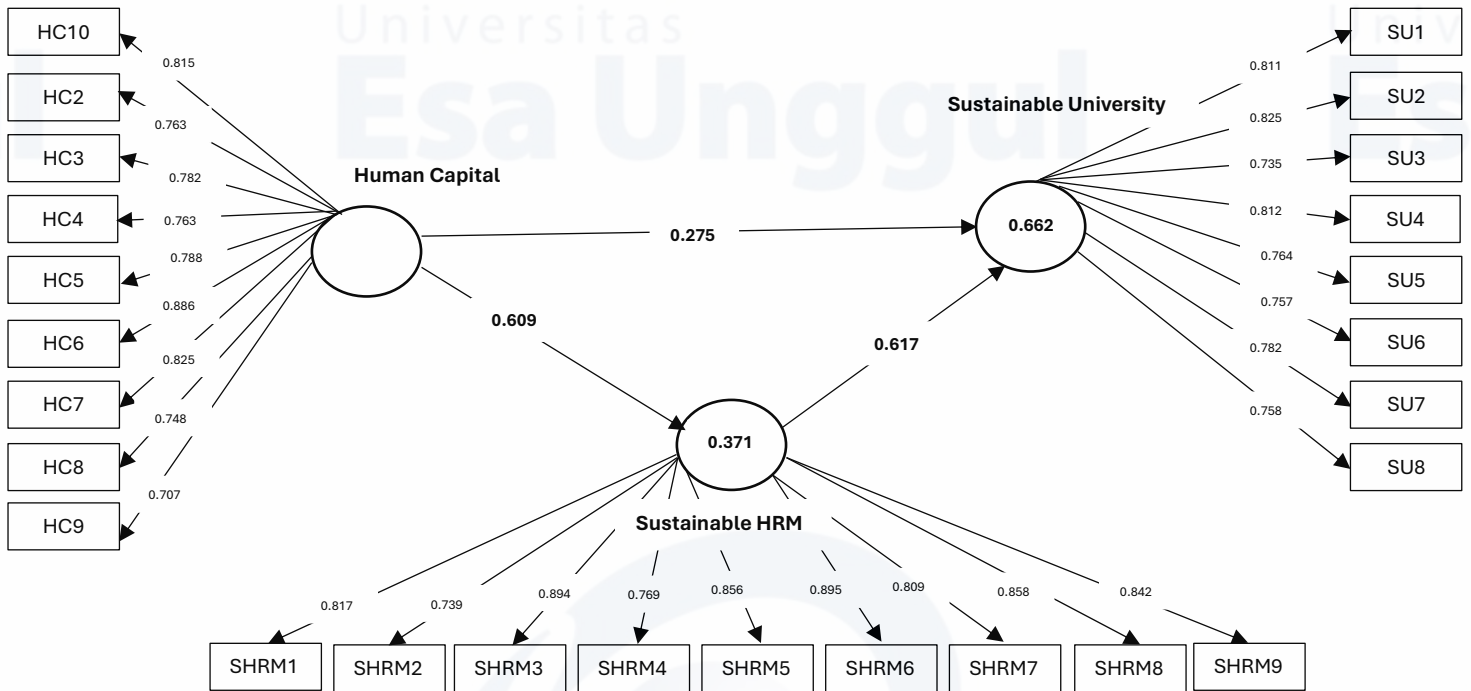 Universitas
Esa Unggul
HC10
HC2
HC3
HC4
HC5
HC6
HC7
HC8
HC9
0.815
0.763
0.782
0.763
0.788
0.886
0.825
0.748
0.707
Human Capital
0.275
0.609
0.617
Sustainable University
0.662
0.371
Sustainable HRM
0.811
0.825
0.735
0.812
0.764
0.757
0.782
0.758
SU1
SU2
SU3
SU4
SU5
SU6
SU7
SU8
0.817
0.739
0.894
0.769
0.856
0.895
0.809
0.858
0.842
SHRM1
SHRM2
SHRM3
SHRM4
SHRM5
SHRM6
SHRM7
SHRM8
SHRM9